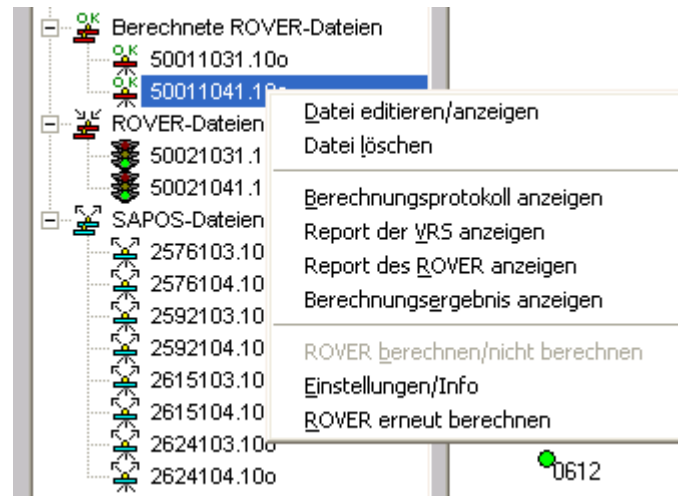 OK Berechnete ROVER-Dateien
OK 50011031.10o
OK 50011041.10o
ROVER-Dateien
50021031.1
50021041.1
SAPOS-Dateien
2576103.10
2576104.10
2592103.10
2592104.10
2615103.10
2615104.10
2624103.10o
2624104.10o
Datei editieren/anzeigen
Datei löschen
Berechnungsprotokoll anzeigen
Report der VRS anzeigen
Report des ROVER anzeigen
Berechnungsergebnis anzeigen
ROVER berechnen/nicht berechnen
Einstellungen/Info
ROVER erneut berechnen
0612